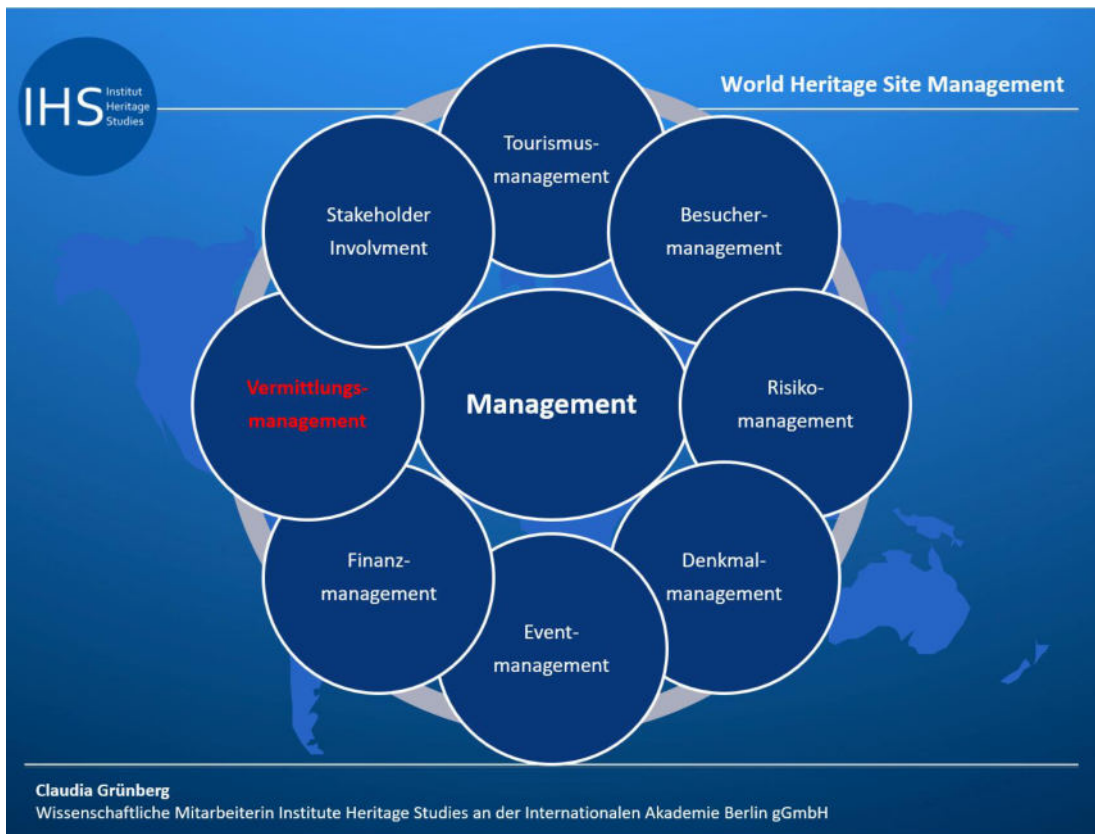 IHS
Institut
Heritage
Studies
World Heritage Site Management
Tourismus-
management
Besucher-
management
Risiko-
management
Denkmal-
management
Event-
management
Finanz-
management
Vermittlungs-
management
Stakeholder
Involvment
Management
Claudia Grünberg
Wissenschaftliche Mitarbeiterin Institute Heritage Studies an der Internationalen Akademie Berlin gGmbH